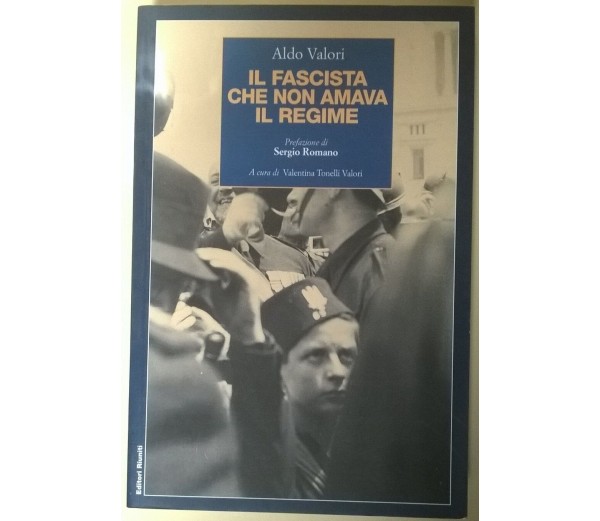 Aldo Valori
IL FASCISTA
CHE NON AMAVA
IL REGIME
Prefazione di
Sergio Romano
A cura di Valentina Tonelli Valori
Editori Riuniti